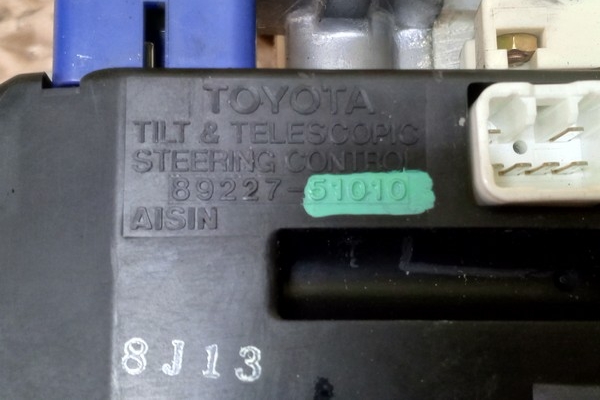 TOYOTA
TILT & TELESCOPIC
STEERING CONTROL
89227-51010
AISIN
8J13